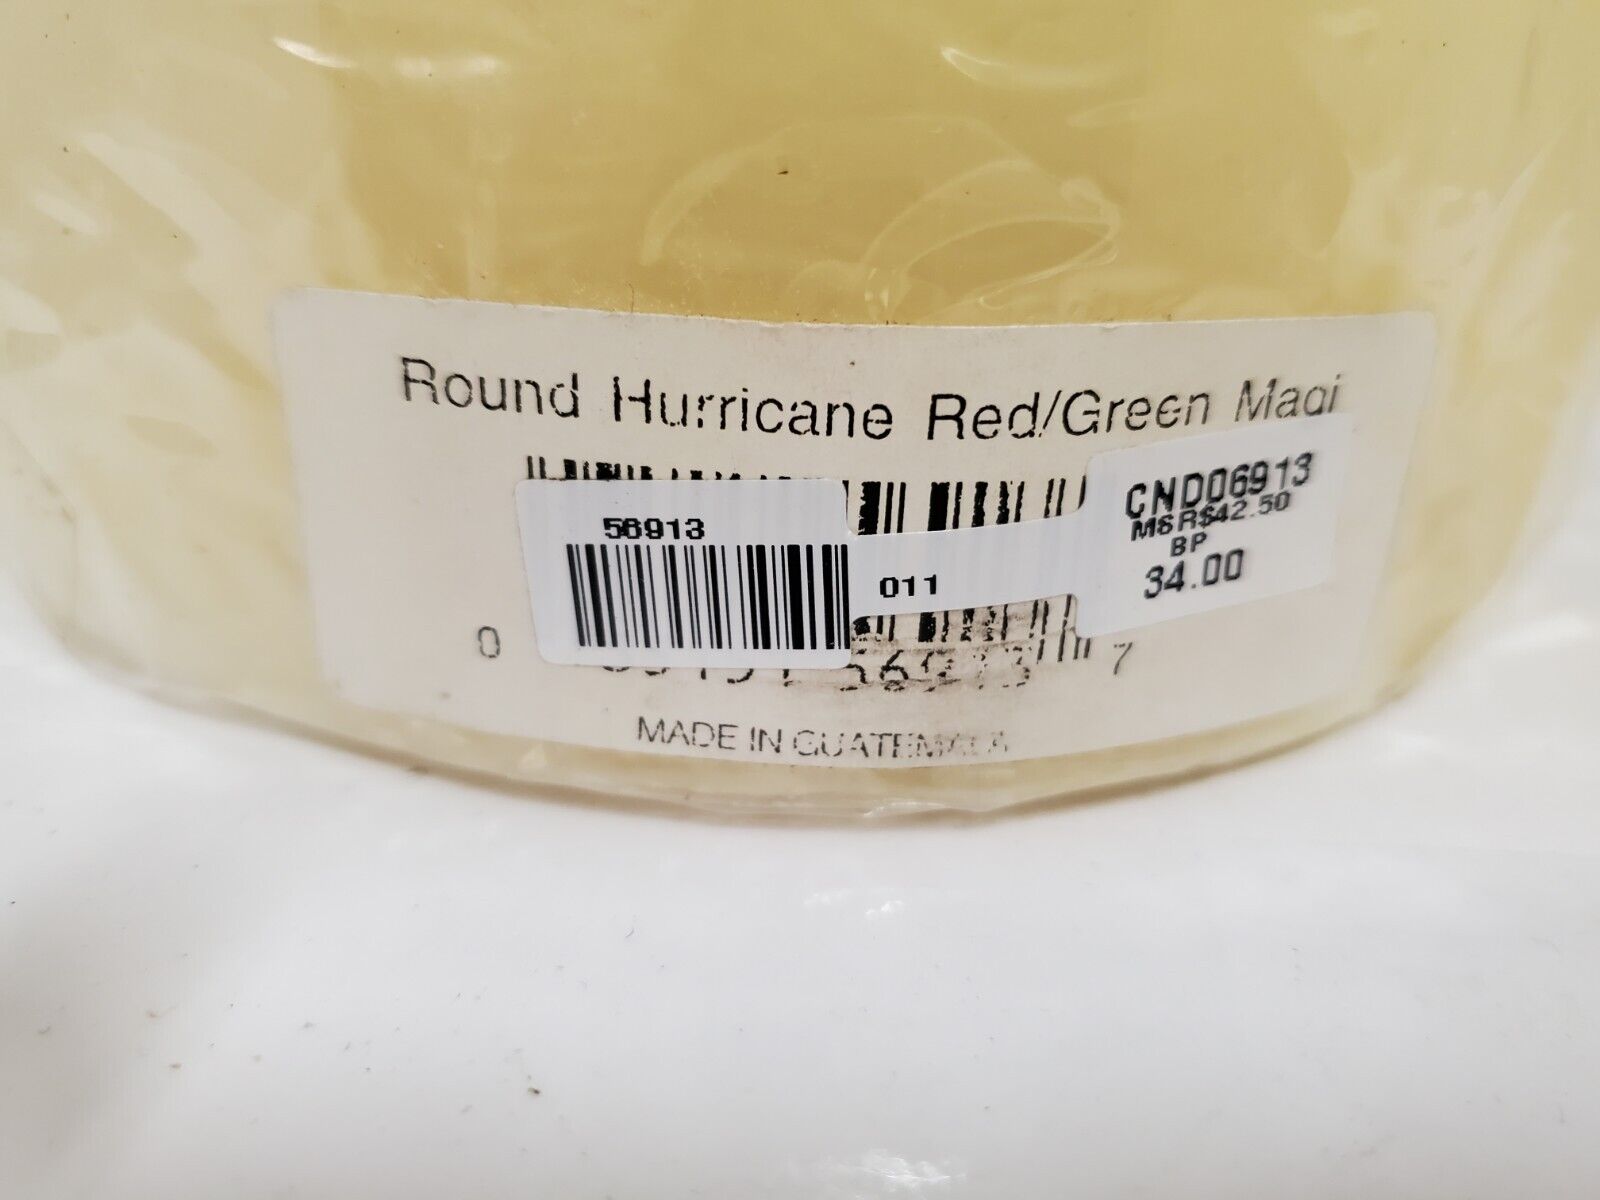 Round Hurricane Red/Green Magi
56913
011
CND06913
MSR$42.50
BP
34.00
0 56913 7
MADE IN GUATEMALA